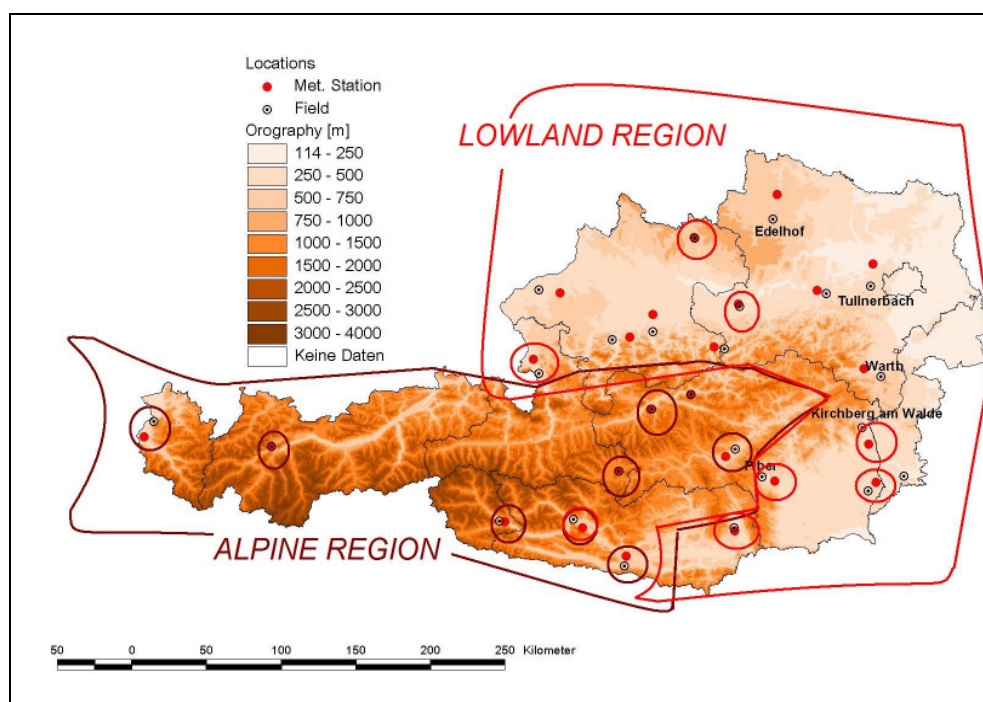 Locations
Met. Station
Field
Orography [m]
114 - 250
250 - 500
500 - 750
750 - 1000
1000 - 1500
1500 - 2000
2000 - 2500
2500 - 3000
3000 - 4000
Keine Daten
LOWLAND REGION
Edelhof
Tullnerbach
Warth
Kirchberg am Walde
Piber
ALPINE REGION
50 0 50 100 150 200 250 Kilometer